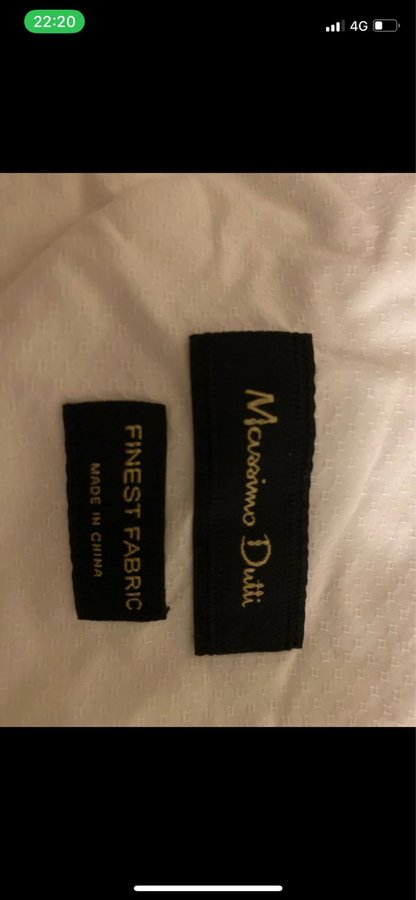 22:20
4G
Massimo Dutti
FINEST FABRIC
MADE IN CHINA